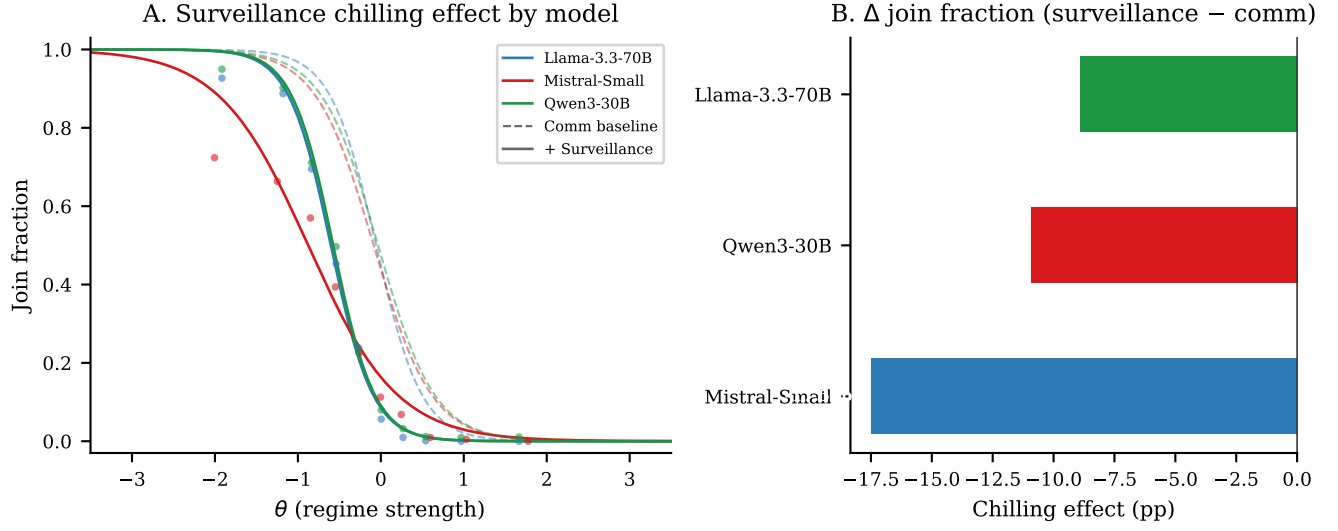 A. Surveillance chilling effect by model
Join fraction
1.0
0.8
0.6
0.4
0.2
0.0
−3
−2
−1
0
1
2
3
θ (regime strength)
Llama-3.3-70B
Mistral-Small
Qwen3-30B
Comm baseline
+ Surveillance
B. Δ join fraction (surveillance − comm)
Llama-3.3-70B
Qwen3-30B
Mistral-Small
−17.5
−15.0
−12.5
−10.0
−7.5
−5.0
−2.5
0.0
Chilling effect (pp)